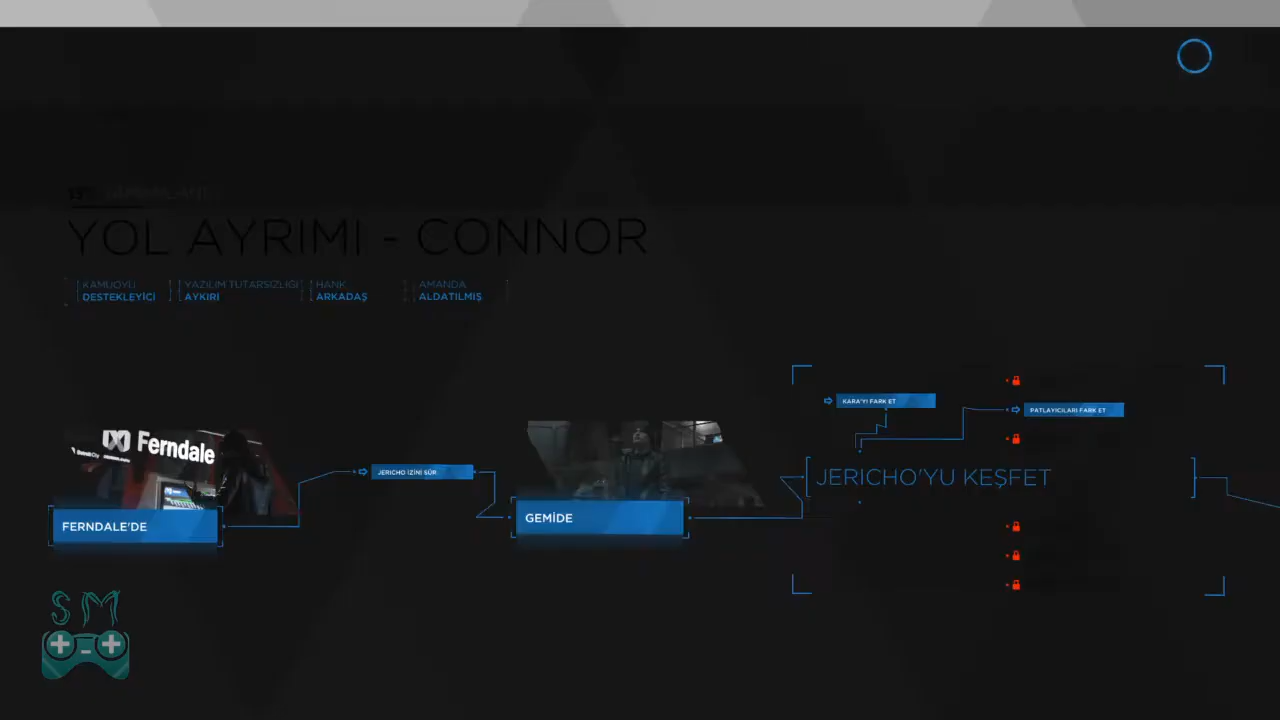 YOL AYRIMI - CONNOR
KAMUOYU
DESTEKLEYİCİ
YAZILIM TUTARSIZLIĞI
AYKIRI
HANK
ARKADAŞ
AMANDA
ALDATILMIŞ
KARA'YI FARK ET
PATLAYICILARI FARK ET
Ferndale
JERICHO İZİNİ SÜR
JERICHO'YU KEŞFET
FERNDALE'DE
GEMİDE
S M